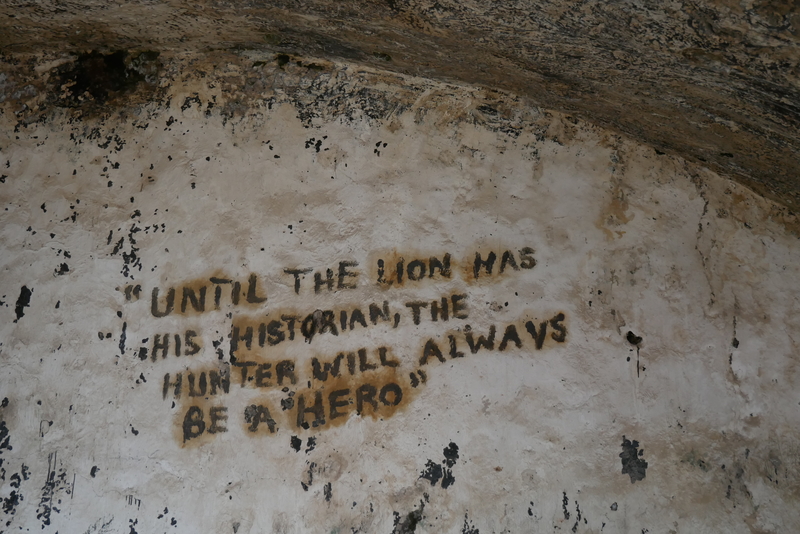 "UNTIL THE LION HAS
HIS HISTORIAN, THE
HUNTER WILL ALWAYS
BE A "HERO"